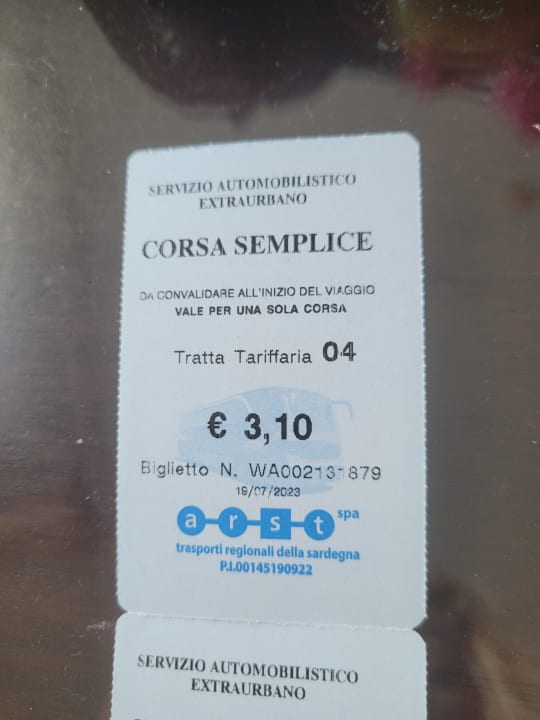 SERVIZIO AUTOMOBILISTICO
EXTRAURBANO
CORSA SEMPLICE
DA CONVALIDARE ALL'INIZIO DEL VIAGGIO
VALE PER UNA SOLA CORSA
Tratta Tariffaria 04
€ 3,10
Biglietto N. WA002131879
19/07/2023
arst spa
trasporti regionali della sardegna
P.I.00145190922
SERVIZIO AUTOMOBILISTICO
EXTRAURBANO